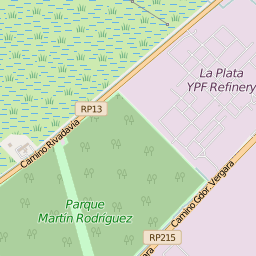 La Plata
YPF Refinery
RP13
Camino Rivadavia
Camino Gdor. Vergara
Parque
Martín Rodríguez
RP215